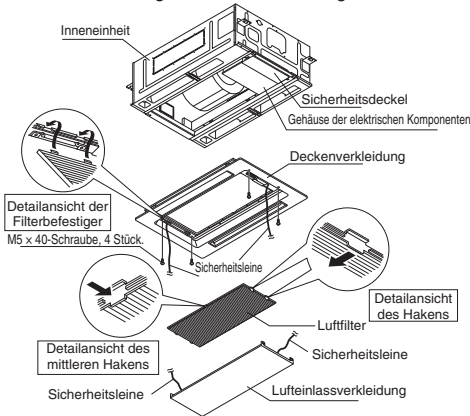 Inneneinheit
Sicherheitsdeckel
Gehäuse der elektrischen Komponenten
Deckenverkleidung
Detailansicht der
Filterbefestiger
M5 x 40-Schraube, 4 Stück.
Sicherheitsleine
Detailansicht
des Hakens
Luftfilter
Detailansicht des
mittleren Hakens
Sicherheitsleine
Sicherheitsleine
Lufteinlassverkleidung